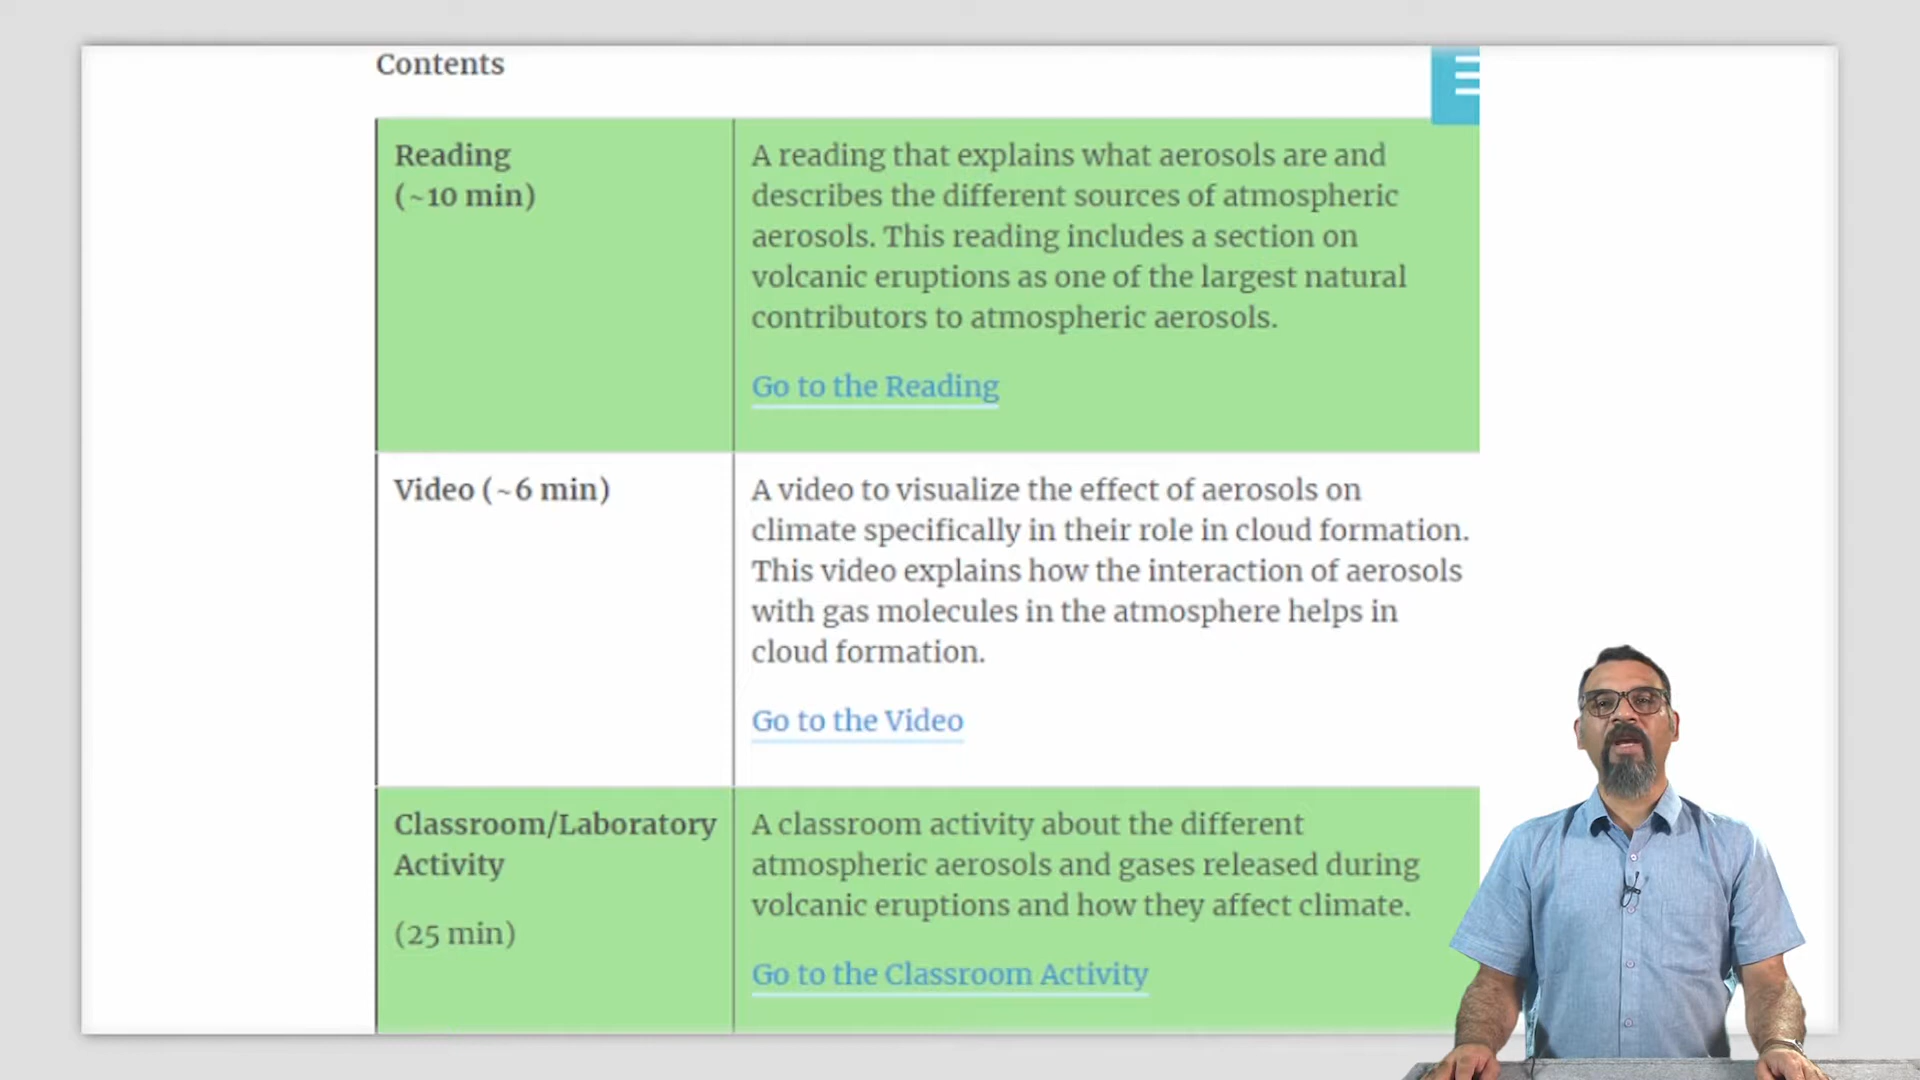 Contents
Reading
(~10 min)
A reading that explains what aerosols are and
describes the different sources of atmospheric
aerosols. This reading includes a section on
volcanic eruptions as one of the largest natural
contributors to atmospheric aerosols.
Go to the Reading
Video (~6 min)
A video to visualize the effect of aerosols on
climate specifically in their role in cloud formation.
This video explains how the interaction of aerosols
with gas molecules in the atmosphere helps in
cloud formation.
Go to the Video
Classroom/Laboratory
Activity
(25 min)
A classroom activity about the different
atmospheric aerosols and gases released during
volcanic eruptions and how they affect climate.
Go to the Classroom Activity